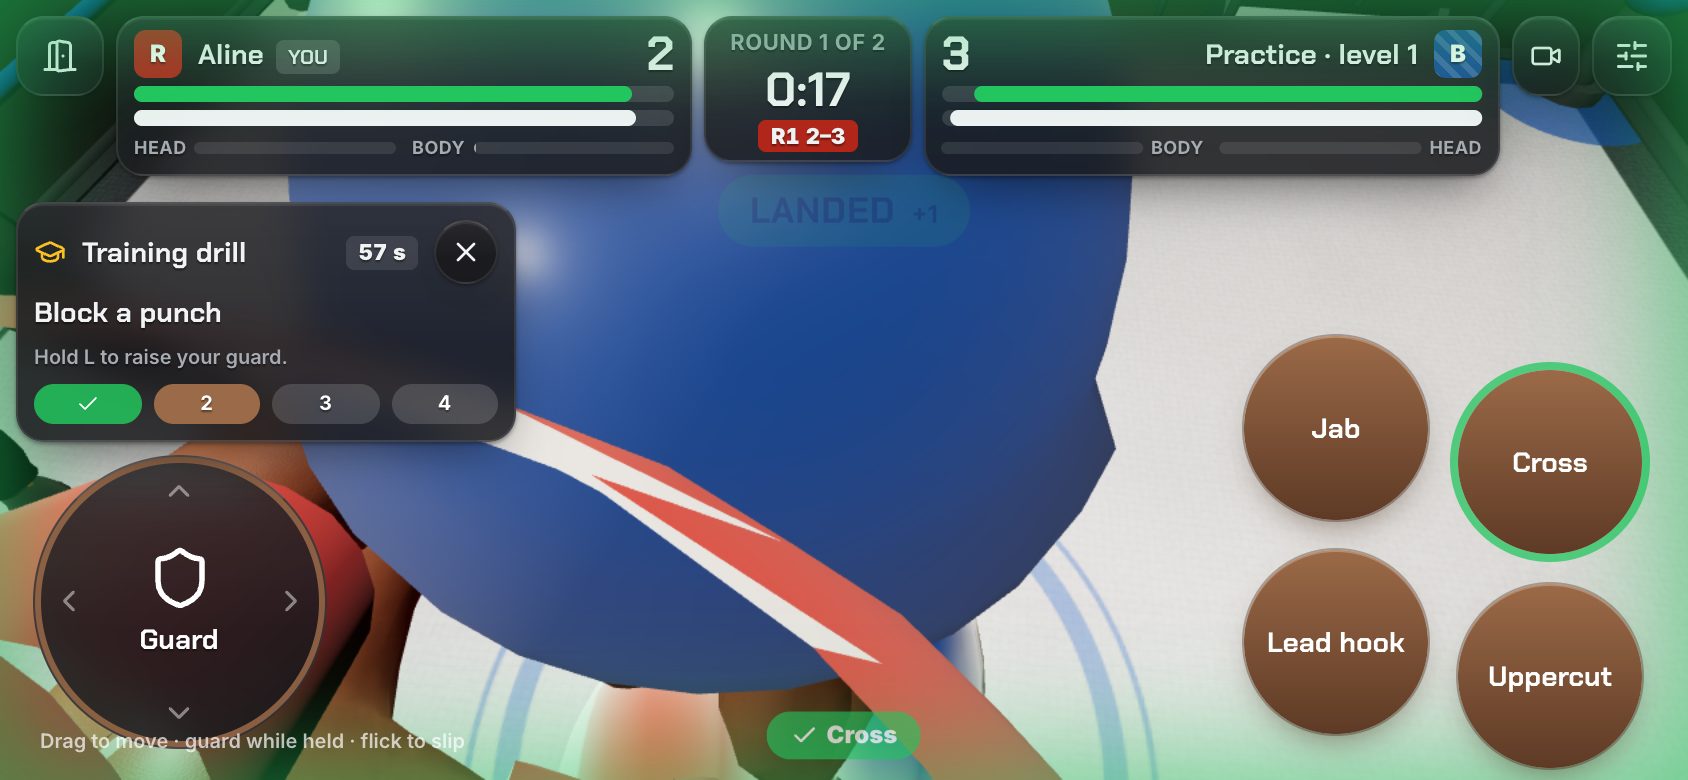 R Aline YOU 2
HEAD BODY
ROUND 1 OF 2
0:17
R1 2–3
3 Practice · level 1 B
BODY HEAD
LANDED +1
Training drill 57 s
Block a punch
Hold L to raise your guard.
2 3 4
Guard
Drag to move · guard while held · flick to slip
Jab
Cross
Lead hook
Uppercut
Cross